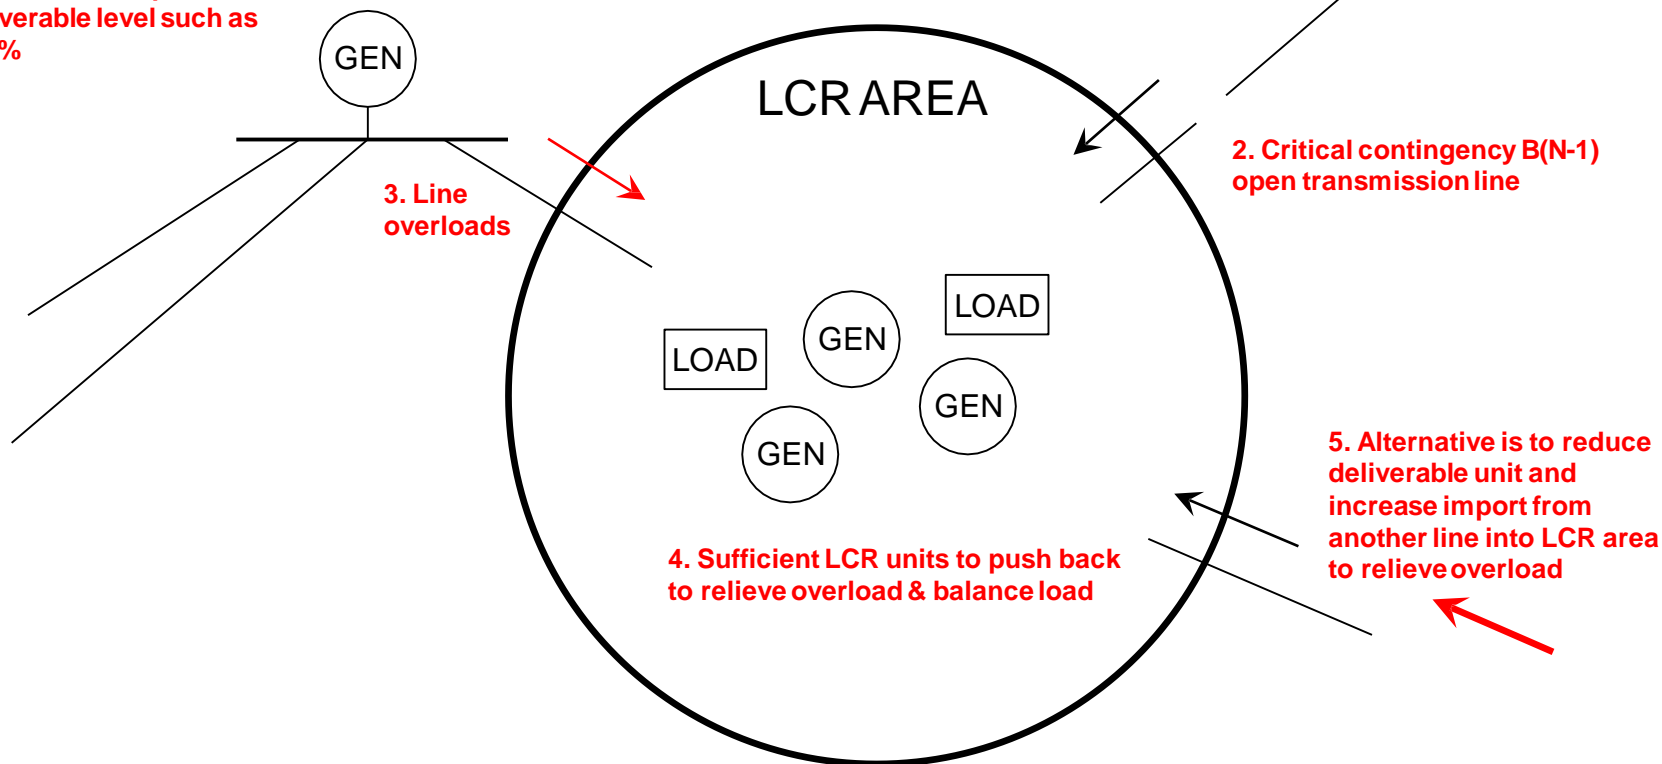 such as
%
GEN
LCR AREA
2. Critical contingency B(N-1)
open transmission line
3. Line
overloads
LOAD
GEN
LOAD
GEN
GEN
5. Alternative is to reduce
deliverable unit and
increase import from
another line into LCR area
to relieve overload
4. Sufficient LCR units to push back
to relieve overload & balance load